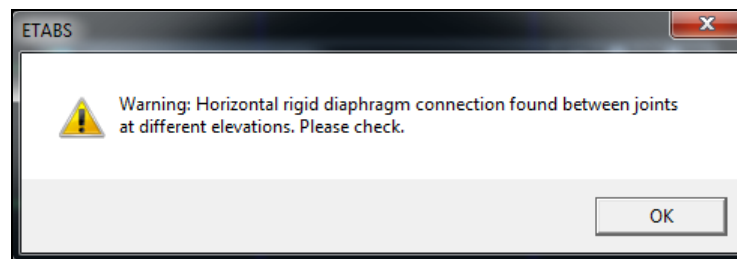 ETABS
Warning: Horizontal rigid diaphragm connection found between joints
at different elevations. Please check.
OK